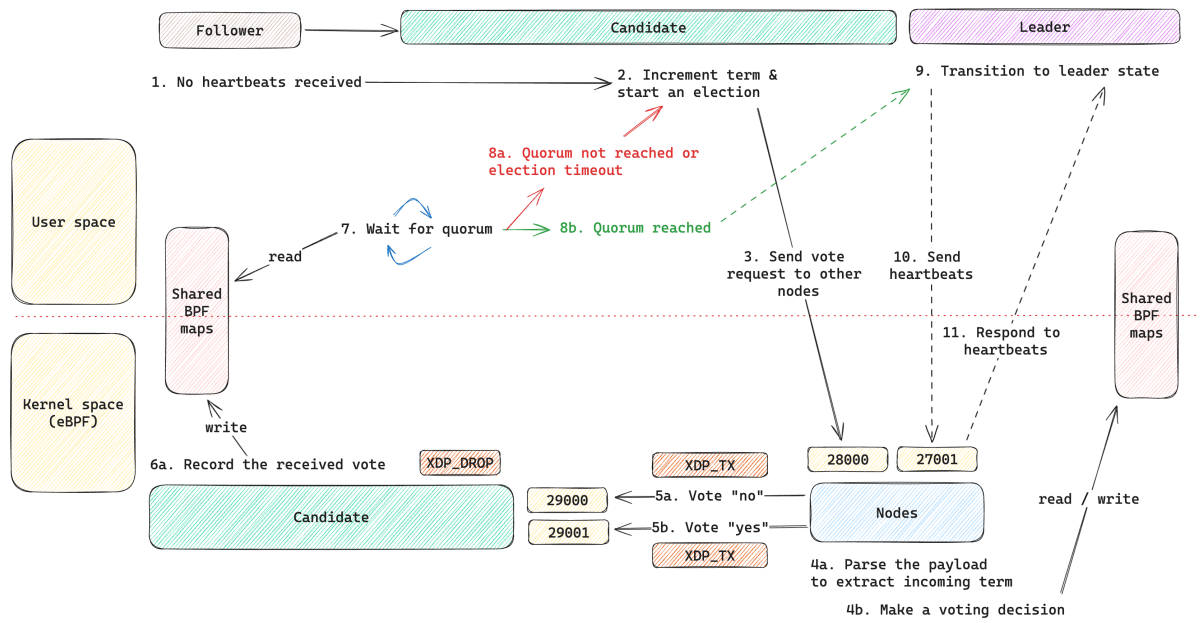 Follower
Candidate
Leader
1. No heartbeats received
2. Increment term &
start an election
9. Transition to leader state
8a. Quorum not reached or
election timeout
User space
7. Wait for quorum
8b. Quorum reached
read
3. Send vote
request to other
nodes
10. Send
heartbeats
Shared
BPF
maps
Shared
BPF
maps
11. Respond to
heartbeats
Kernel space
(eBPF)
write
6a. Record the received vote
XDP_DROP
XDP_TX
28000
27001
Candidate
29000
5a. Vote "no"
29001
5b. Vote "yes"
XDP_TX
Nodes
read / write
4a. Parse the payload
to extract incoming term
4b. Make a voting decision